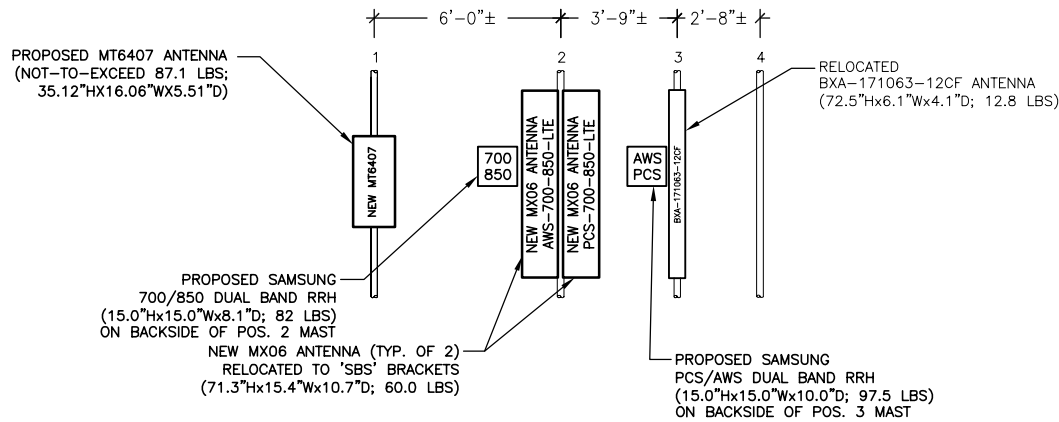 6'-0"± 3'-9"± 2'-8"±
1 2 3 4
PROPOSED MT6407 ANTENNA
(NOT-TO-EXCEED 87.1 LBS;
35.12"HX16.06"WX5.51"D)
RELOCATED
BXA-171063-12CF ANTENNA
(72.5"Hx6.1"Wx4.1"D; 12.8 LBS)
NEW MT6407
700
850
NEW MX06 ANTENNA
AWS-700-850-LTE
NEW MX06 ANTENNA
PCS-700-850-LTE
AWS
PCS
BXA-171063-12CF
PROPOSED SAMSUNG
700/850 DUAL BAND RRH
(15.0"Hx15.0"Wx8.1"D; 82 LBS)
ON BACKSIDE OF POS. 2 MAST
NEW MX06 ANTENNA (TYP. OF 2)
RELOCATED TO 'SBS' BRACKETS
(71.3"Hx15.4"Wx10.7"D; 60.0 LBS)
PROPOSED SAMSUNG
PCS/AWS DUAL BAND RRH
(15.0"Hx15.0"Wx10.0"D; 97.5 LBS)
ON BACKSIDE OF POS. 3 MAST